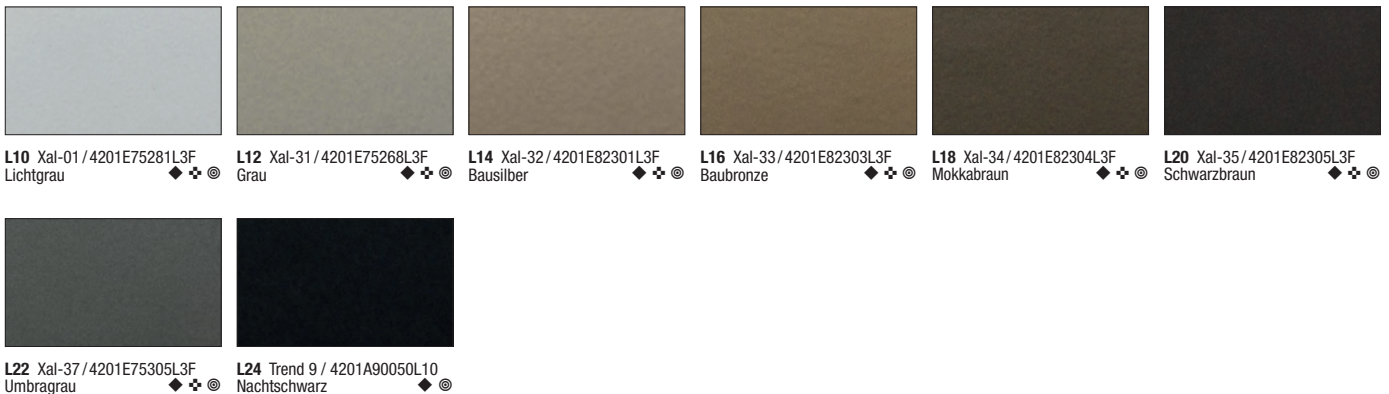 L10 Xal-01 / 4201E75281L3F
Lichtgrau
L12 Xal-31 / 4201E75268L3F
Grau
L14 Xal-32 / 4201E82301L3F
Bausilber
L16 Xal-33 / 4201E82303L3F
Baubronze
L18 Xal-34 / 4201E82304L3F
Mokkabraun
L20 Xal-35 / 4201E82305L3F
Schwarzbraun
L22 Xal-37 / 4201E75305L3F
Umbragrau
L24 Trend 9 / 4201A90050L10
Nachtschwarz